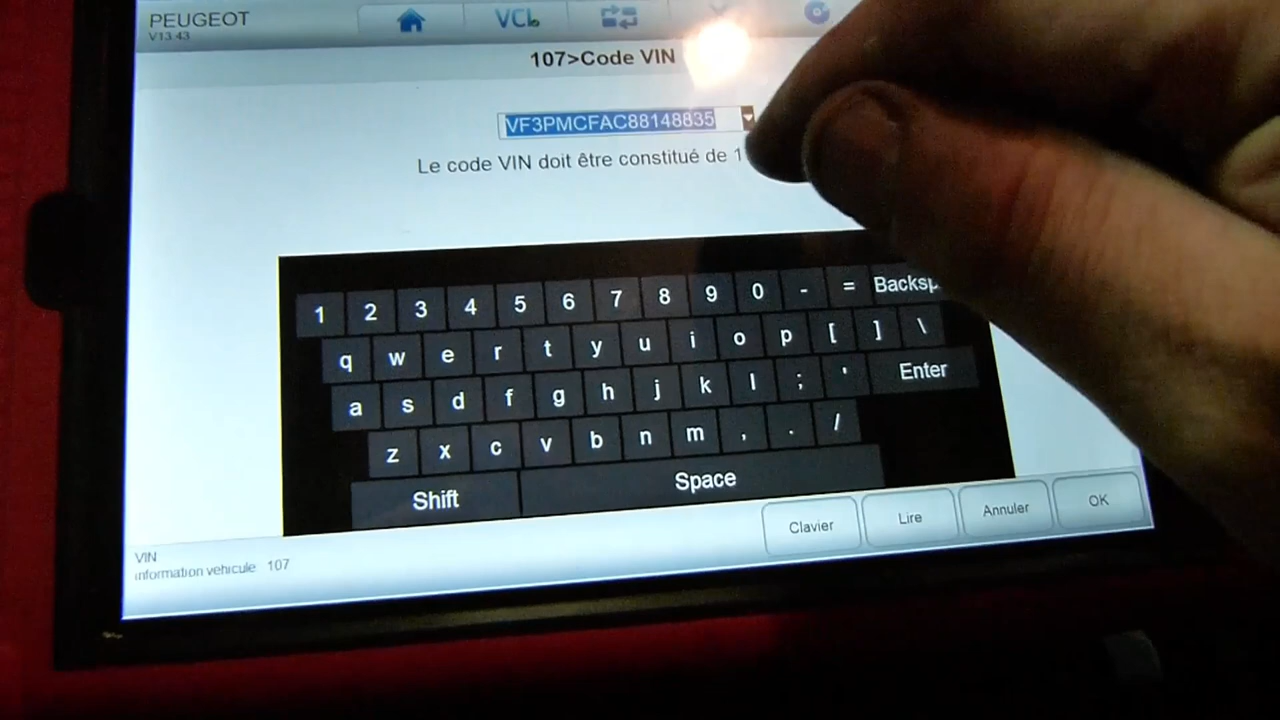 PEUGEOT
V13.43
VCI
107>Code VIN
VF3PMCFAC88148835
Le code VIN doit être constitué de 1
1 2 3 4 5 6 7 8 9 0 - = Backsp
q w e r t y u i o p [ ] \
a s d f g h j k l ; ' Enter
z x c v b n m , . /
Shift Space
Clavier Lire Annuler OK
VIN
Information vehicule 107